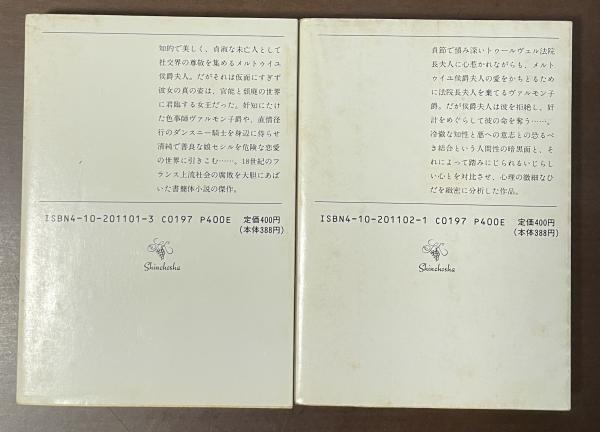 知的で美しく、貞淑な未亡人として
社交界の尊敬を集めるメルトゥイユ
侯爵夫人。だがそれは仮面にすぎず
彼女の真の姿は、官能と頽廃の世界
に君臨する女王だった。奸知にたけ
た色事師ヴァルモン子爵や、直情径
行のダンスニー騎士を身辺に侍らせ
清純で善良な娘セシルを危険な恋愛
の世界に引きこむ……。18世紀のフ
ランス上流社会の腐敗を大胆にあば
いた書簡体小説の傑作。
ISBN4-10-201101-3 C0197 P400E 定価400円
(本体388円)
Shinchosha
貞節で慎み深いトゥールヴェル法院
長夫人に心惹かれながらも、メルト
ゥイユ侯爵夫人の愛をかちとるため
に法院長夫人を棄てるヴァルモン子
爵。だが侯爵夫人は彼を拒絶し、奸
計をめぐらして彼の命を奪う……。
冷徹な知性と悪への意志との恐るべ
き結合という人間性の暗黒面と、そ
れによって踏みにじられるいじらし
い心とを対比させ、心理の微細なひ
だを緻密に分析した作品。
ISBN4-10-201102-1 C0197 P400E 定価400円
(本体388円)
Shinchosha